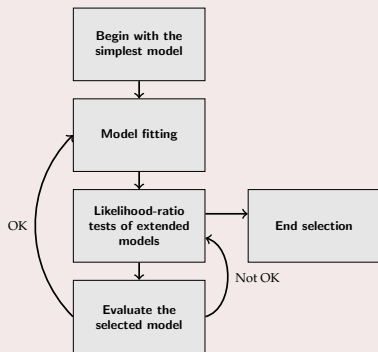 Begin with the
simplest model
Model fitting
Likelihood-ratio
tests of extended
models
End selection
OK
Not OK
Evaluate the
selected model